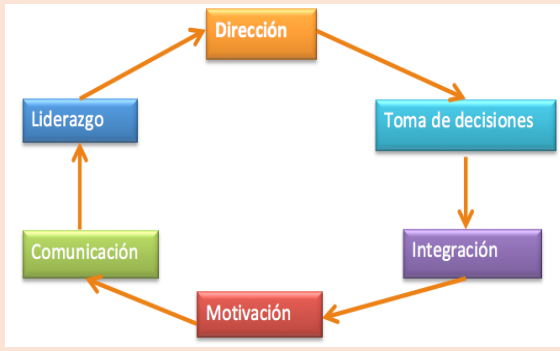 Dirección
Toma de decisiones
Integración
Motivación
Comunicación
Liderazgo